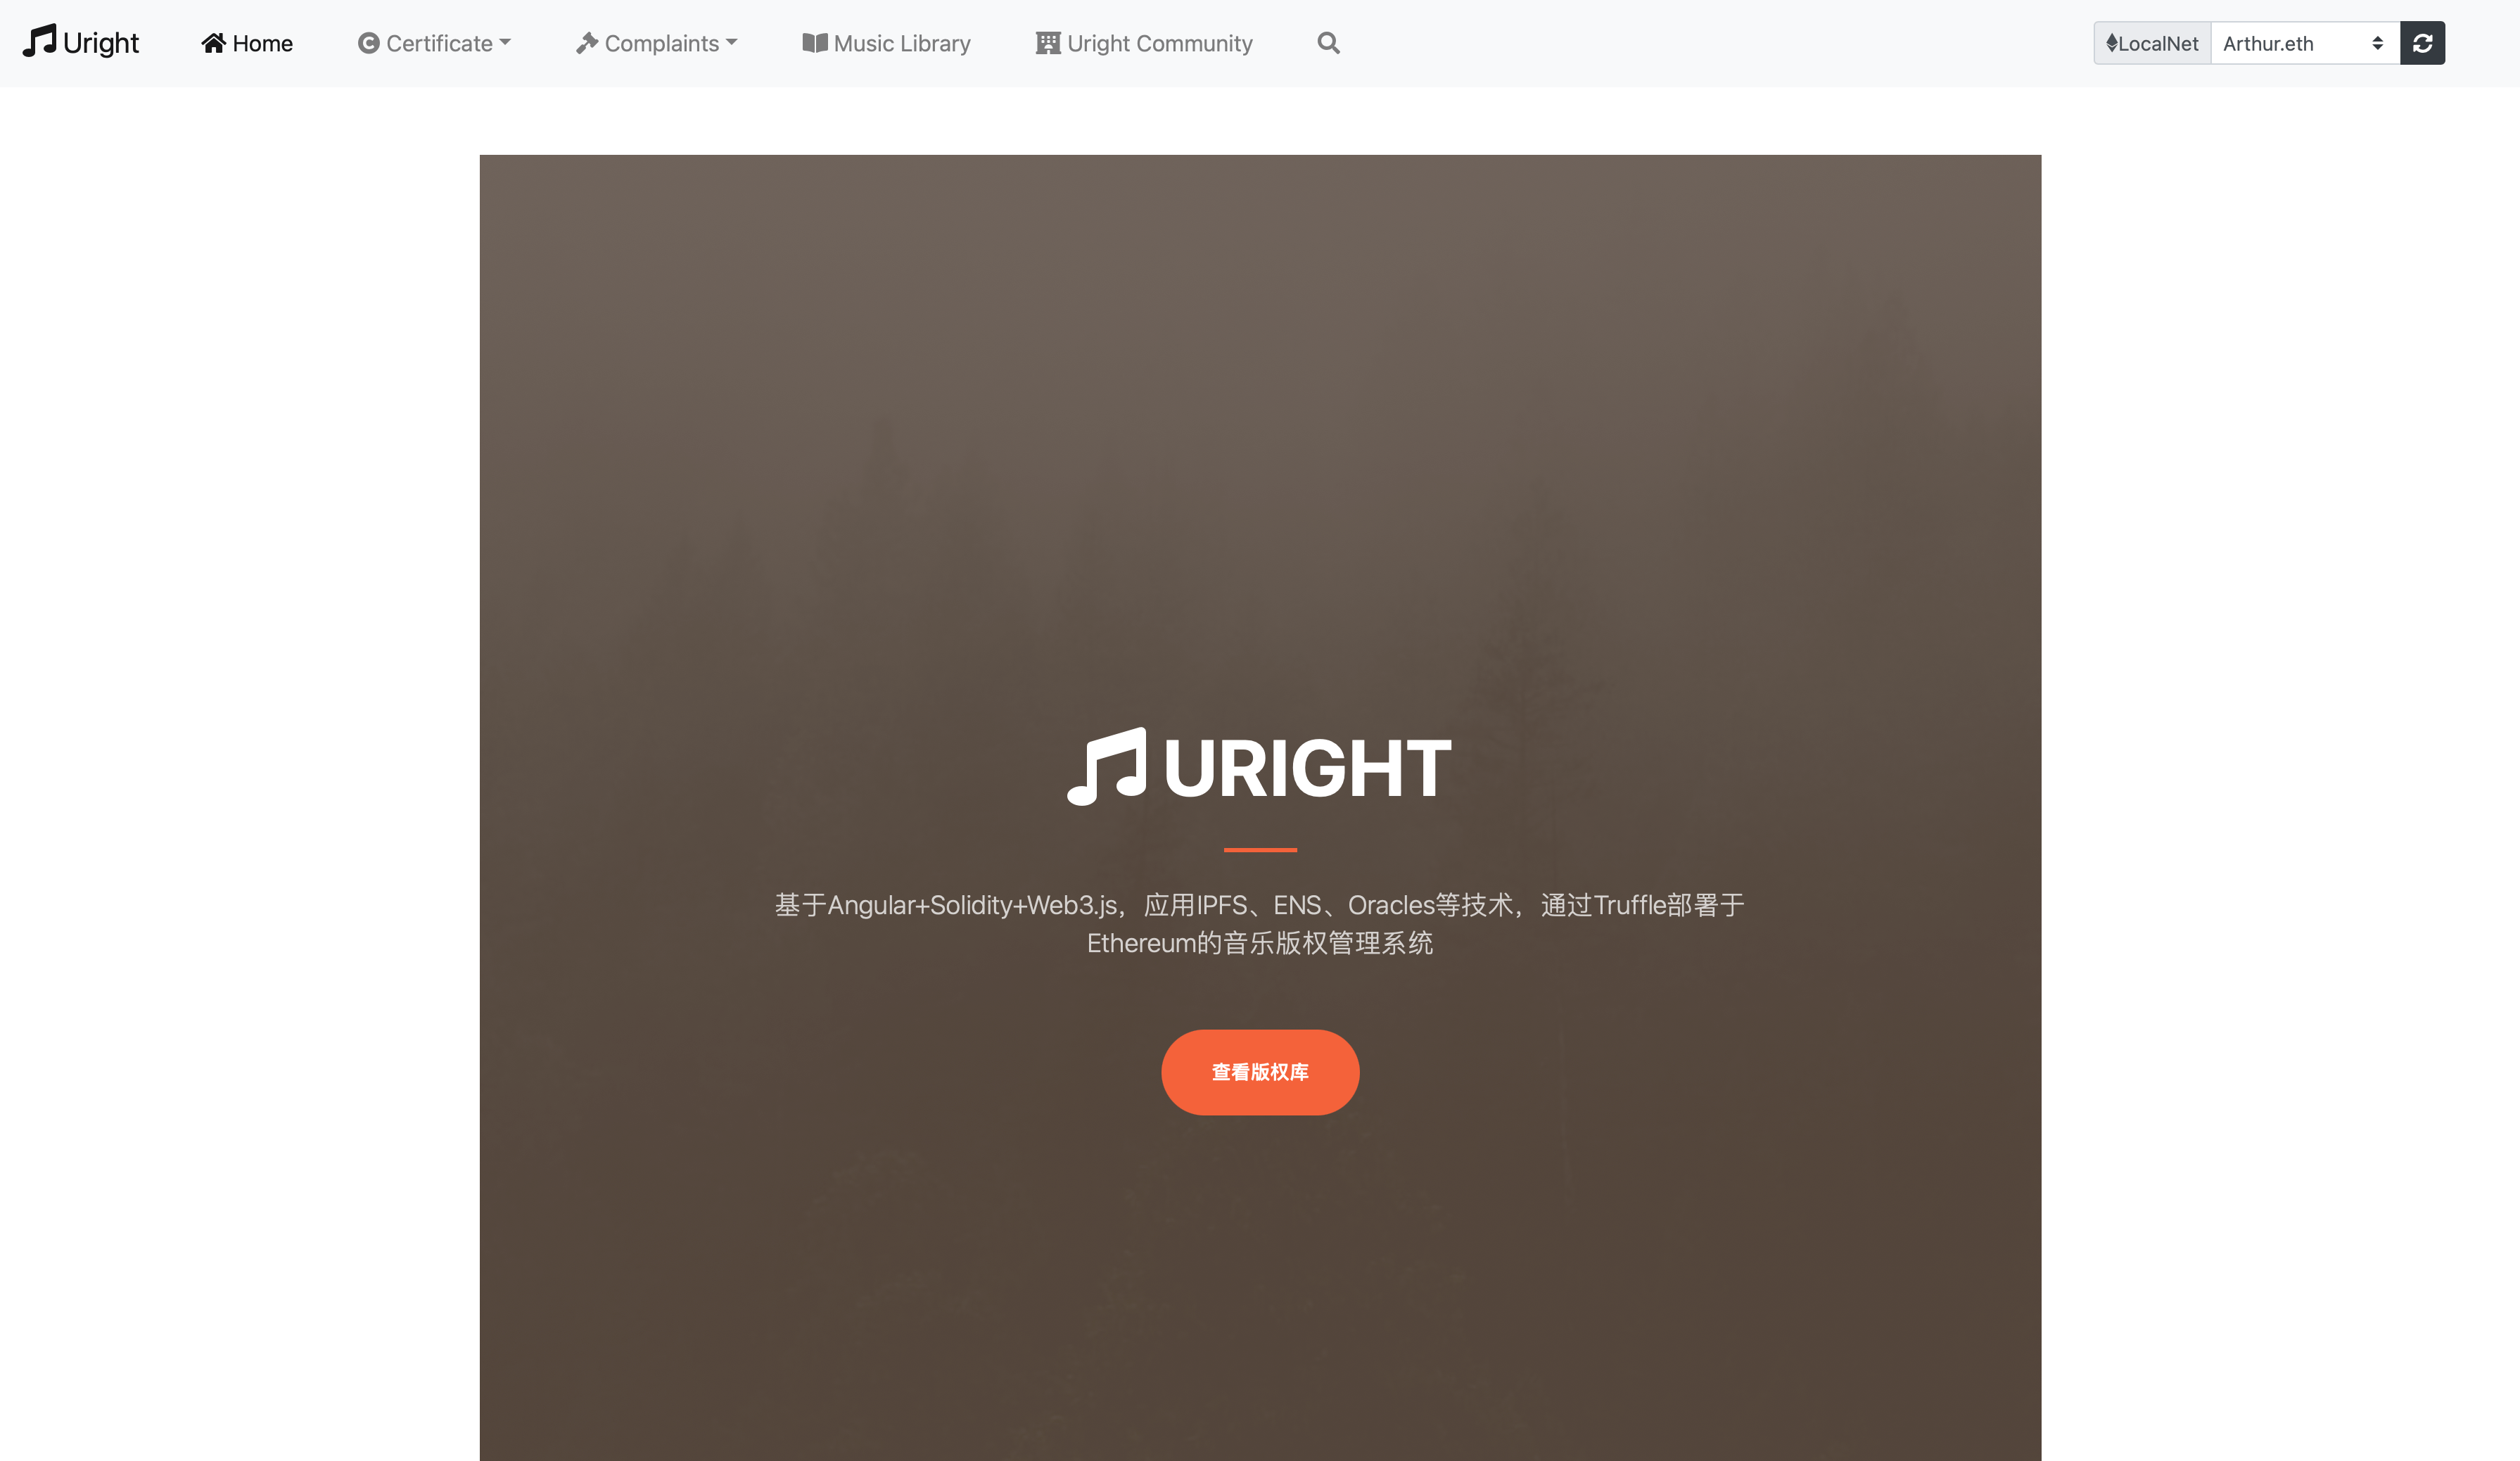 Uright
Home
Certificate
Complaints
Music Library
Uright Community
LocalNet
Arthur.eth
URIGHT
基于Angular+Solidity+Web3.js，应用IPFS、ENS、Oracles等技术，通过Truffle部署于
Ethereum的音乐版权管理系统
查看版权库